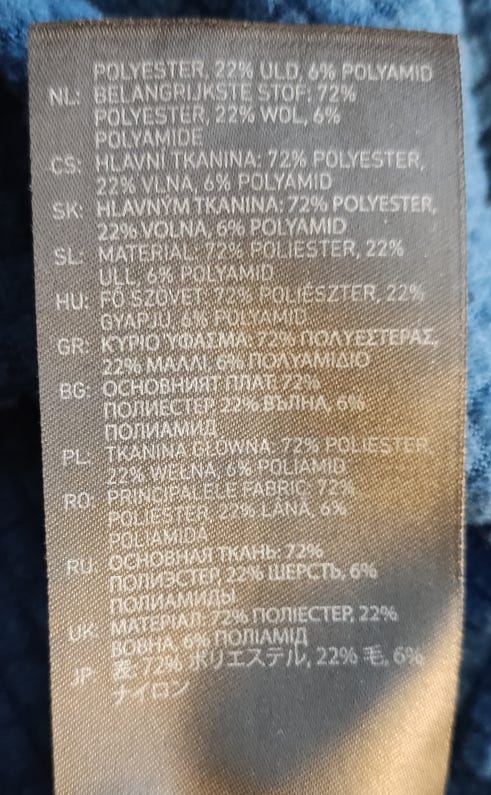 POLYESTER, 22% ULD, 6% POLYAMID
NL: BELANGRIJKSTE STOF: 72%
POLYESTER, 22% WOL, 6%
POLYAMIDE
CS: HLAVNÍ TKANINA: 72% POLYESTER,
22% VLNA, 6% POLYAMID
SK: HLAVNÝM TKANINA: 72% POLYESTER,
22% VOLNA, 6% POLYAMID
SL: MATERIAL: 72% POLIESTER, 22%
ULL, 6% POLYAMID
HU: FŐ SZÖVET: 72% POLIÉSZTER, 22%
GYAPJU, 6% POLYAMID
GR: ΚΥΡΙΟ ΥΦΑΣΜΑ: 72% ΠΟΛΥΕΣΤΕΡΑΣ,
22% ΜΑΛΛΙ, 6% ΠΟΛΥΑΜΙΔΙΟ
BG: ОСНОВНИЯТ ПЛАТ: 72%
ПОЛИЕСТЕР, 22% ВЪЛНА, 6%
ПОЛИАМИД
PL: TKANINA GŁÓWNA: 72% POLIESTER,
22% WEŁNA, 6% POLIAMID
RO: PRINCIPALELE FABRIC: 72%
POLIESTER, 22% LÂNĂ, 6%
POLIAMIDA
RU: ОСНОВНАЯ ТКАНЬ: 72%
ПОЛИЭСТЕР, 22% ШЕРСТЬ, 6%
ПОЛИАМИДЫ
UK: МАТЕРІАЛ: 72% ПОЛІЕСТЕР, 22%
ВОВНА, 6% ПОЛІАМІД
JP: 表: 72% ポリエステル, 22% 毛, 6%
ナイロン